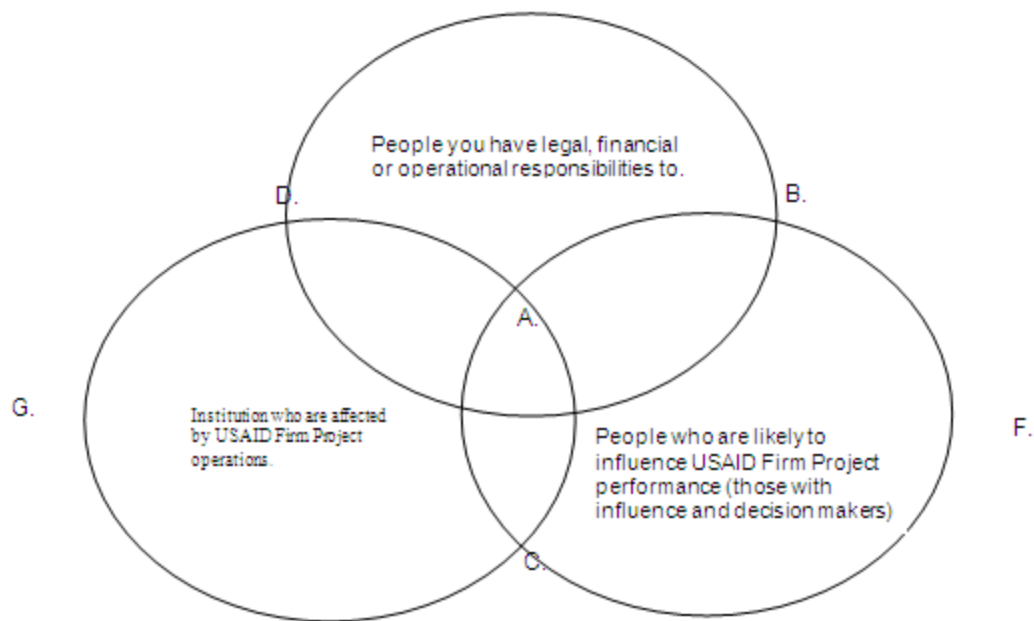 People you have legal, financial
or operational responsibilities to.
D.
B.
A.
G.
Institution who are affected
by USAID Firm Project
operations.
F.
People who are likely to
influence USAID Firm Project
performance (those with
influence and decision makers)
C.